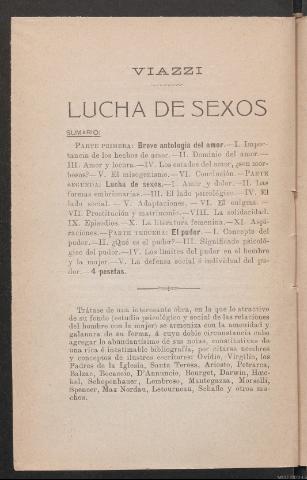 VIAZZI
LUCHA DE SEXOS
SUMARIO:
PARTE PRIMERA: Breve antología del amor.—I. Impor-
tancia de los hechos de amor.—II. Dominio del amor.—
III. Amor y locura.—IV. Los estados del amor, ¿son mor-
bosos?—V. El misogenismo.—VI. Conclusión.—PARTE
SEGUNDA: Lucha de sexos.—I. Amor y dolor.—II. Las
formas embrionarias.—III. El lado psicológico.—IV. El
lado social.—V. Adaptaciones.—VI. El enigma.—
VII. Prostitución y matrimonio.—VIII. La solidaridad.
IX. Episodios.—X. La literatura femenina.—XI. Aspi-
raciones.—PARTE TERCERA: El pudor.—I. Concepto del
pudor.—II. ¿Qué es el pudor?—III. Significado psicoló-
gico del pudor.—IV. Los límites del pudor en el hombre
y la mujer.—V. La defensa social é individual del pu-
dor.—4 pesetas.
Trátase de una interesante obra, en la que lo atractivo
de su fondo (estudio psicológico y social de las relaciones
del hombre con la mujer) se armoniza con la amenidad y
galanura de su forma, á cuya doble circunstancia cabe
agregar lo abundantísimo de sus notas, constitutivas de
una rica é inestimable bibliografía, por citarse nombres
y conceptos de ilustres escritores: Ovidio, Virgilio, los
Padres de la Iglesia, Santa Teresa, Ariosto, Petrarca,
Balzac, Bocaccio, D'Annuncio, Bourget, Darwin, Hæc-
kel, Schopenhauer, Lombroso, Mantegazza, Morselli,
Spencer, Max Nordau, Letourneau, Schafle y otros mu-
chos.